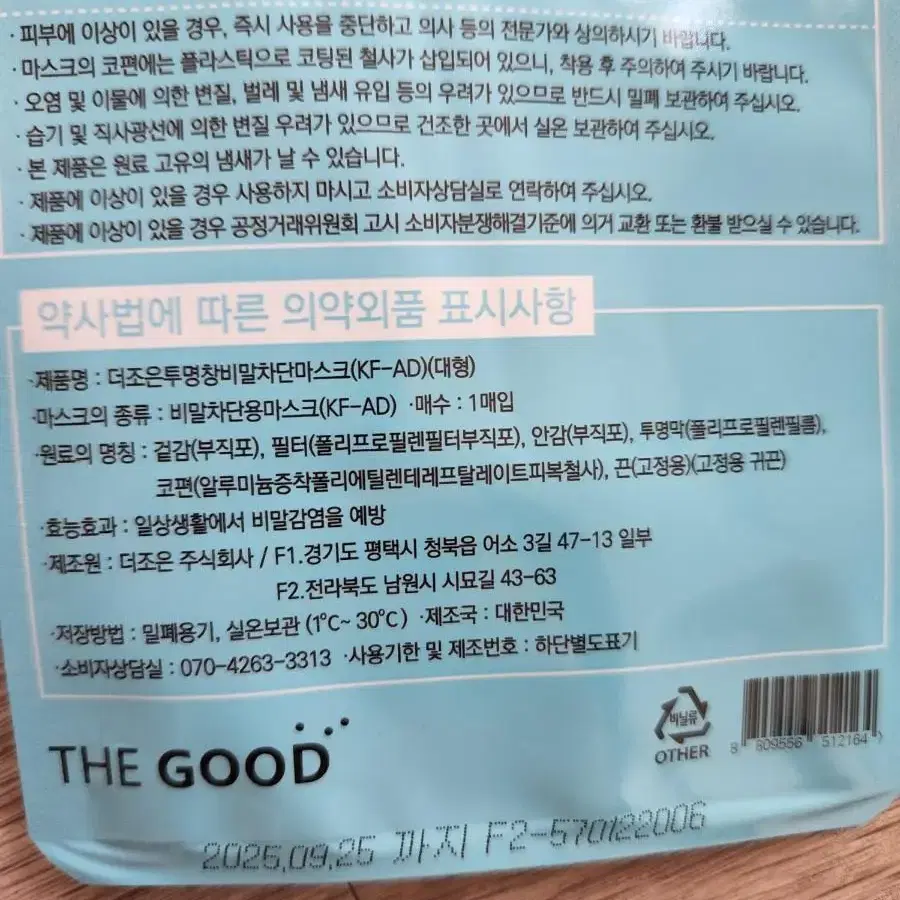 · 피부에 이상이 있을 경우, 즉시 사용을 중단하고 의사 등의 전문가와 상의하시기 바랍니다.
· 마스크의 코편에는 플라스틱으로 코팅된 철사가 삽입되어 있으니, 착용 후 주의하여 주시기 바랍니다.
· 오염 및 이물에 의한 변질, 벌레 및 냄새 유입 등의 우려가 있으므로 반드시 밀폐 보관하여 주십시오.
· 습기 및 직사광선에 의한 변질 우려가 있으므로 건조한 곳에서 실온 보관하여 주십시오.
· 본 제품은 원료 고유의 냄새가 날 수 있습니다.
· 제품에 이상이 있을 경우 사용하지 마시고 소비자상담실로 연락하여 주십시오.
· 제품에 이상이 있을 경우 공정거래위원회 고시 소비자분쟁해결기준에 의거 교환 또는 환불 받으실 수 있습니다.
약사법에 따른 의약외품 표시사항
·제품명 : 더조은투명창비말차단마스크(KF-AD)(대형)
·마스크의 종류 : 비말차단용마스크(KF-AD) ·매수 : 1매입
·원료의 명칭 : 겉감(부직포), 필터(폴리프로필렌필터부직포), 안감(부직포), 투명막(폴리프로필렌필름),
코편(알루미늄증착폴리에틸렌테레프탈레이트피복철사), 끈(고정용)(고정용 귀끈)
·효능효과 : 일상생활에서 비말감염을 예방
·제조원 : 더조은 주식회사 / F1.경기도 평택시 청북읍 어소 3길 47-13 일부
F2.전라북도 남원시 시묘길 43-63
·저장방법 : 밀폐용기, 실온보관 (1℃~ 30℃) ·제조국 : 대한민국
·소비자상담실 : 070-4263-3313 ·사용기한 및 제조번호 : 하단별도표기
THE GOOD
비닐류
OTHER
8 809556 512164
2025.09.25 까지 F2-570122006